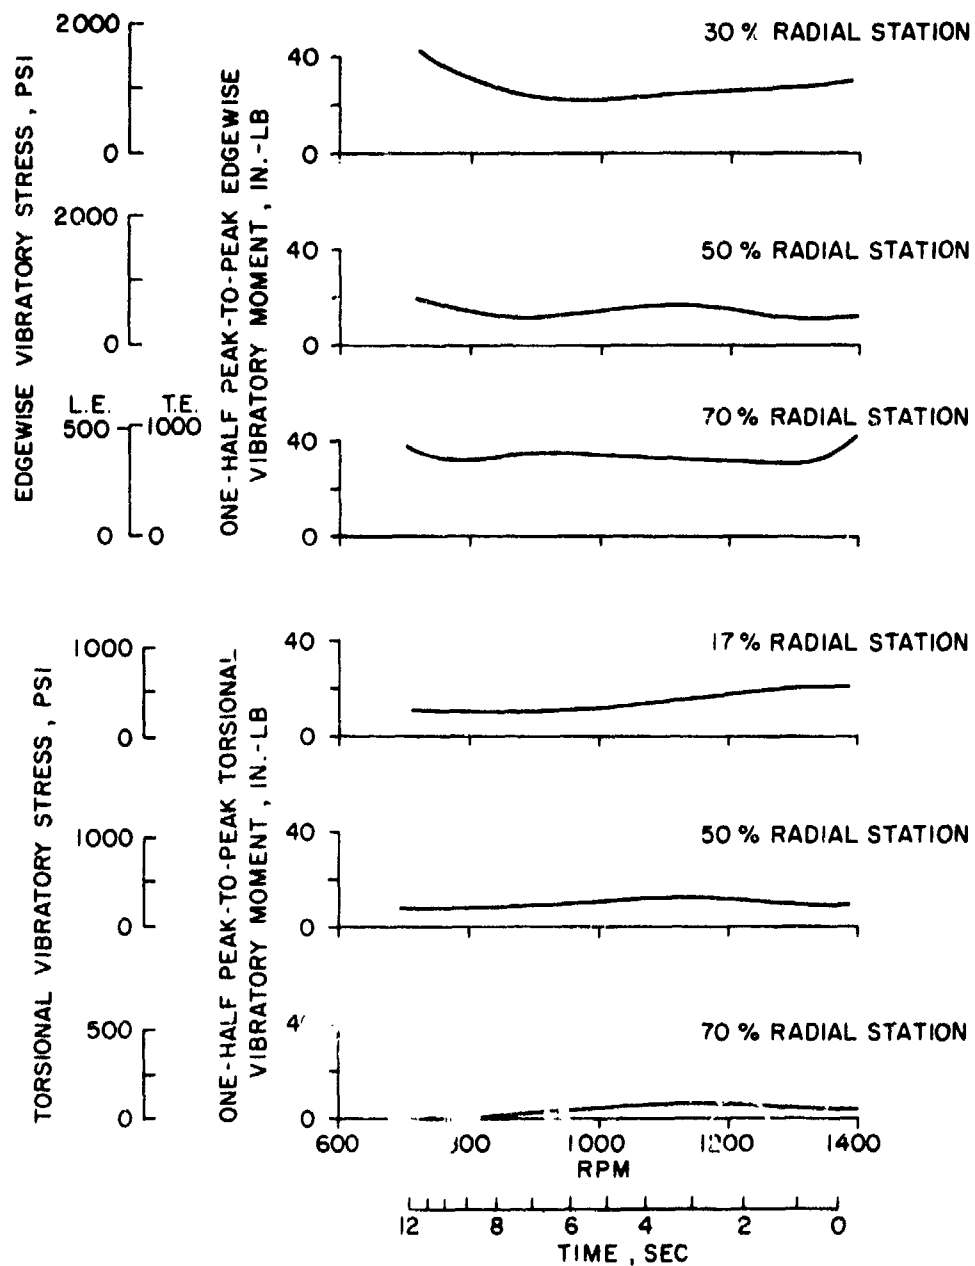 EDGEWISE VIBRATORY STRESS, PSI
2000
0
2000
0
L.E. T.E.
500 1000
0 0
ONE-HALF PEAK-TO-PEAK EDGEWISE
VIBRATORY MOMENT, IN.-LB
30 % RADIAL STATION
40
0
50 % RADIAL STATION
40
0
70 % RADIAL STATION
40
0
TORSIONAL VIBRATORY STRESS, PSI
1000
0
1000
0
500
0
ONE-HALF PEAK-TO-PEAK TORSIONAL
VIBRATORY MOMENT, IN.-LB
17 % RADIAL STATION
40
0
50 % RADIAL STATION
40
0
70 % RADIAL STATION
0
600 1000 1200 1400
RPM
12 8 6 4 2 0
TIME, SEC